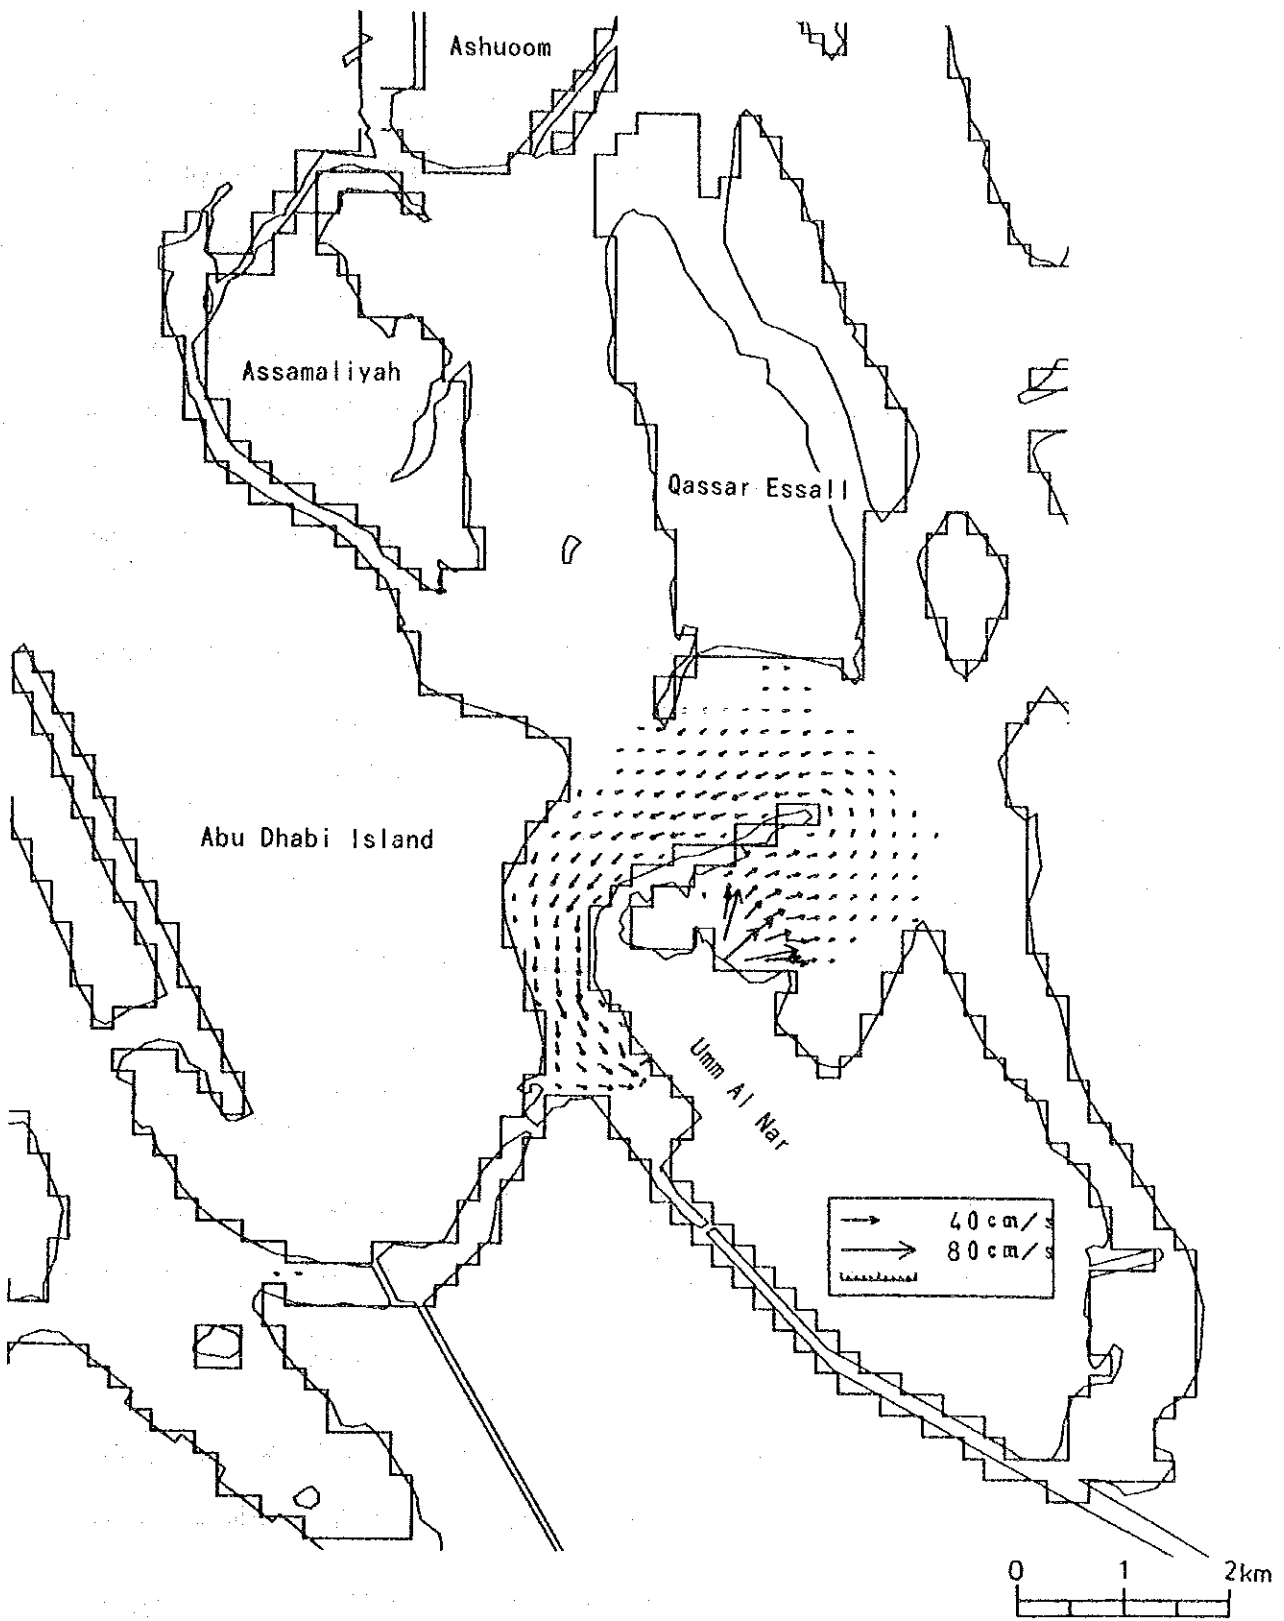 Ashuoom
Assamaliyah
Qassar Essall
Abu Dhabi Island
Umm Al Nar
40cm/s
80cm/s
0 1 2km